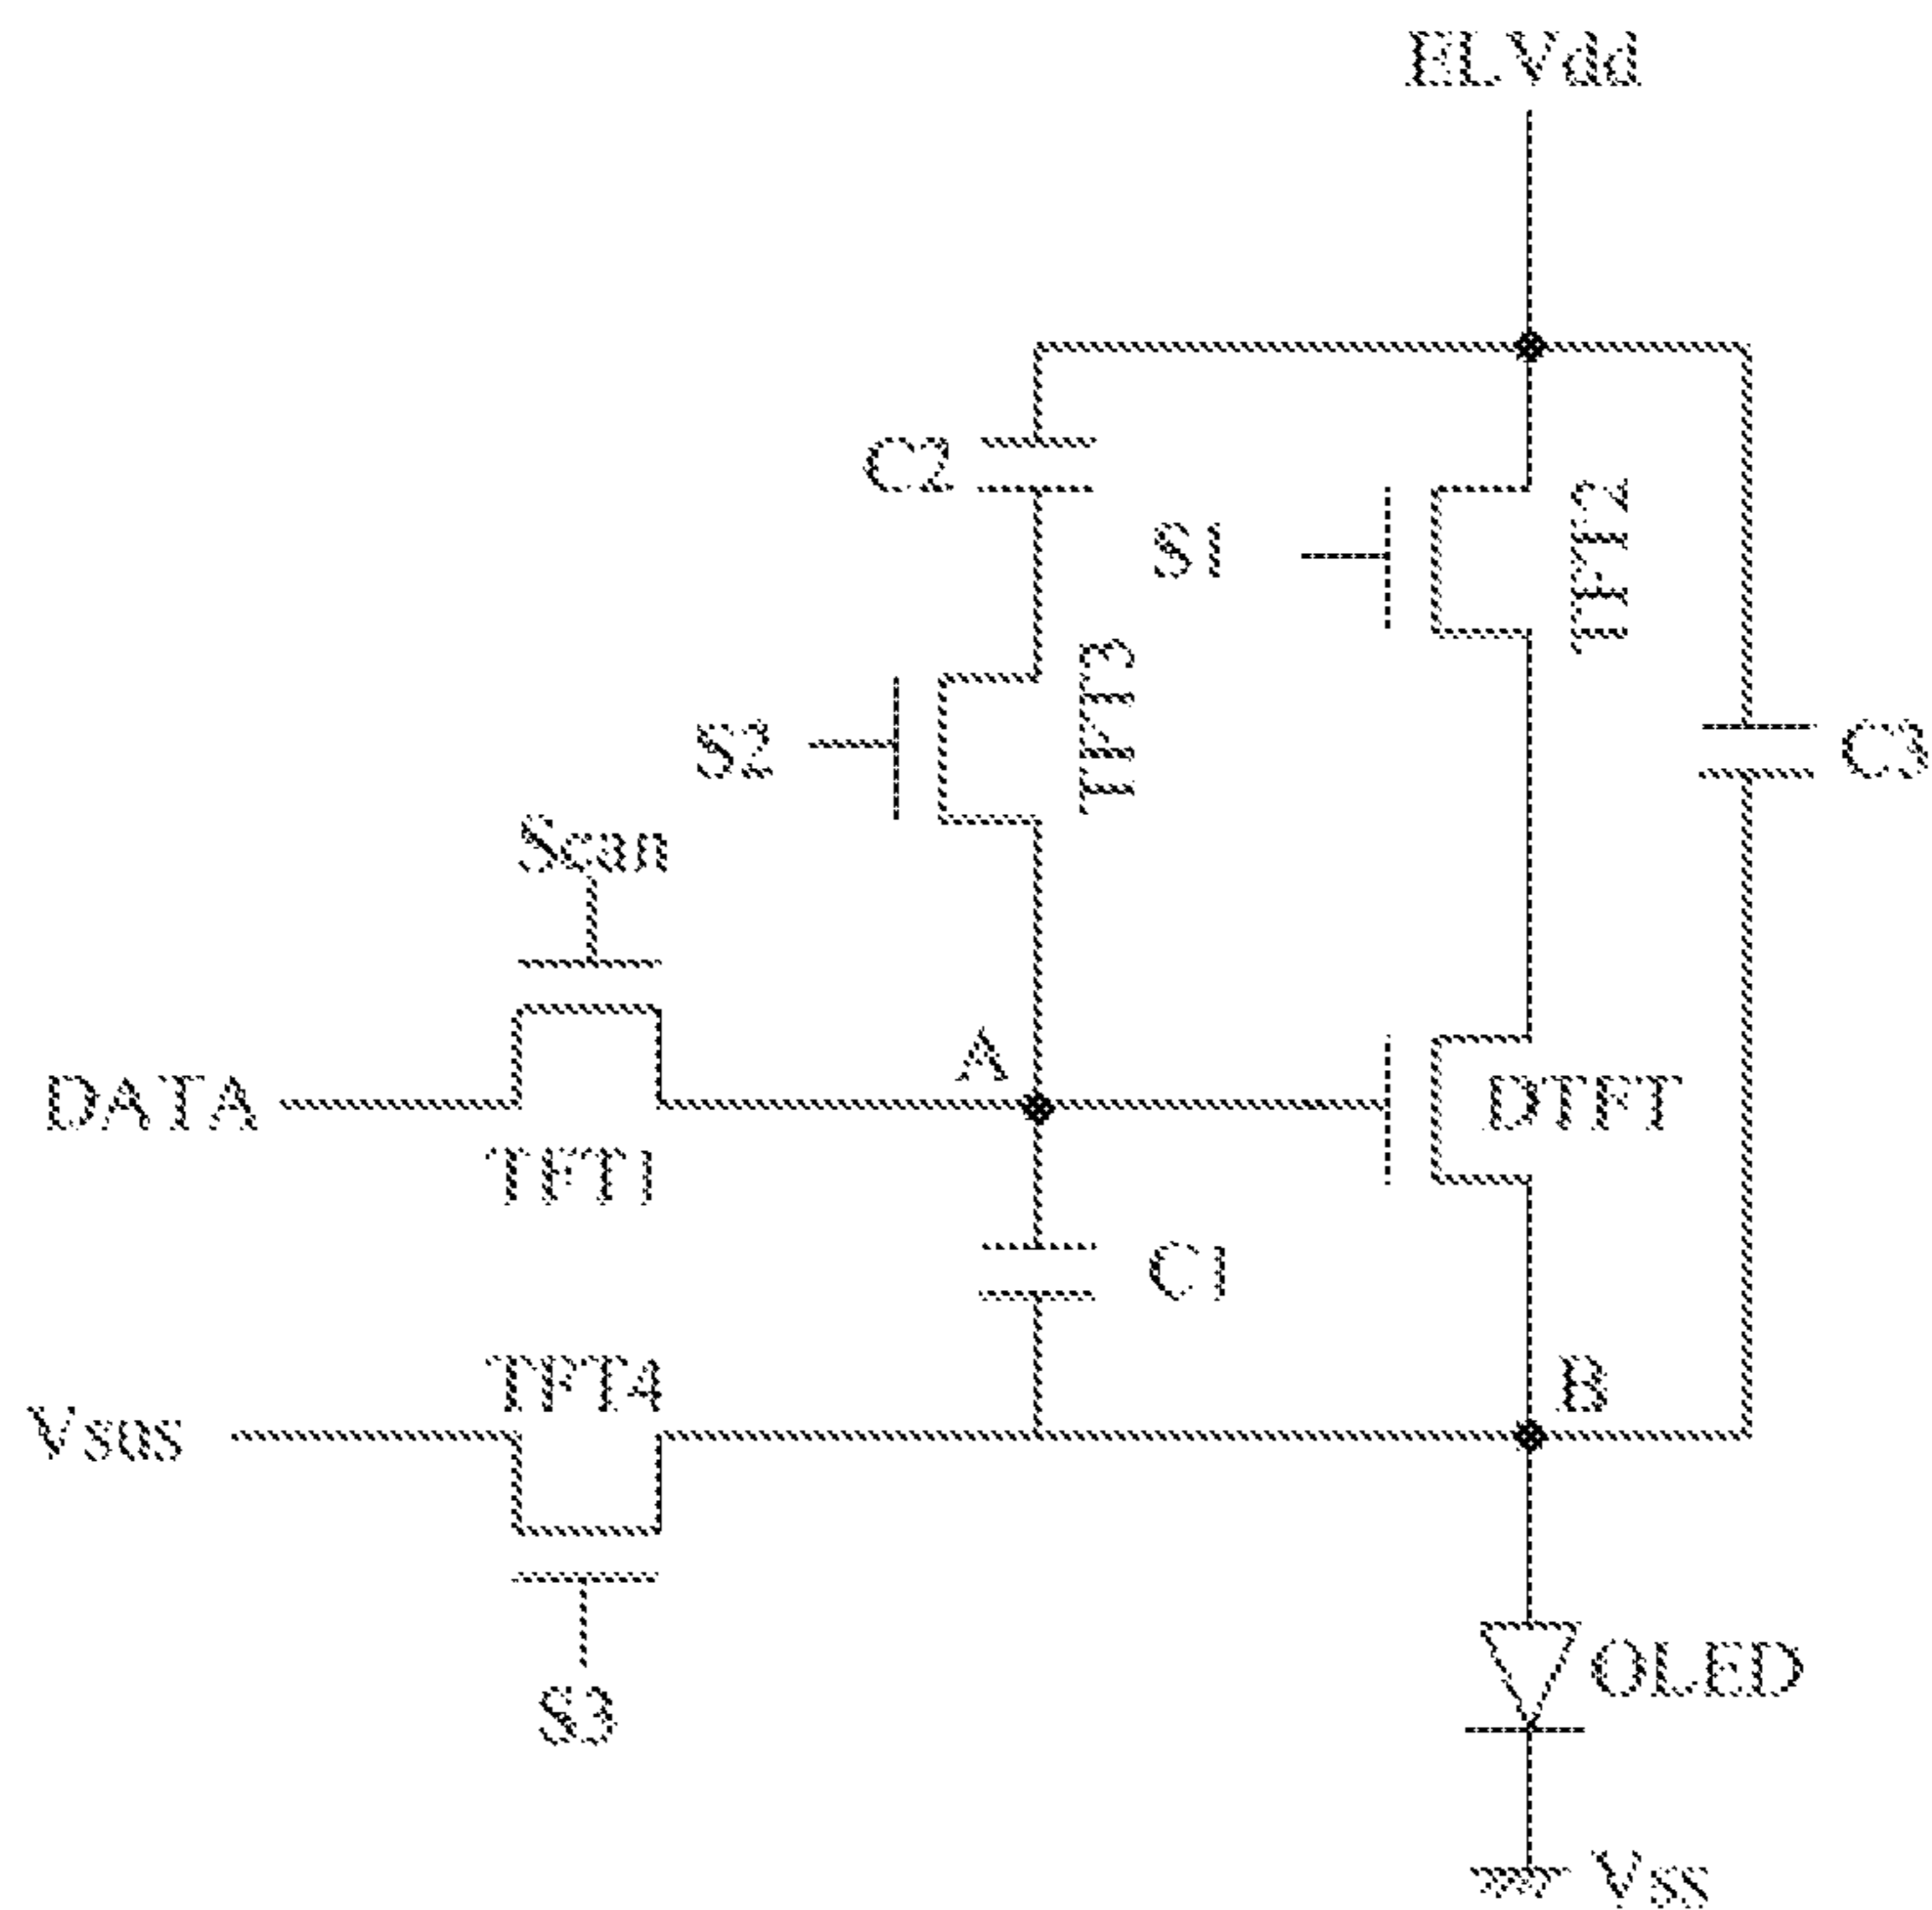 ELVdd
C2
S1
TFT2
TFT3
S2
C3
Scan
A
DATA
DTFT
TFT1
C1
TFT4
B
Vsus
OLED
S3
Vss